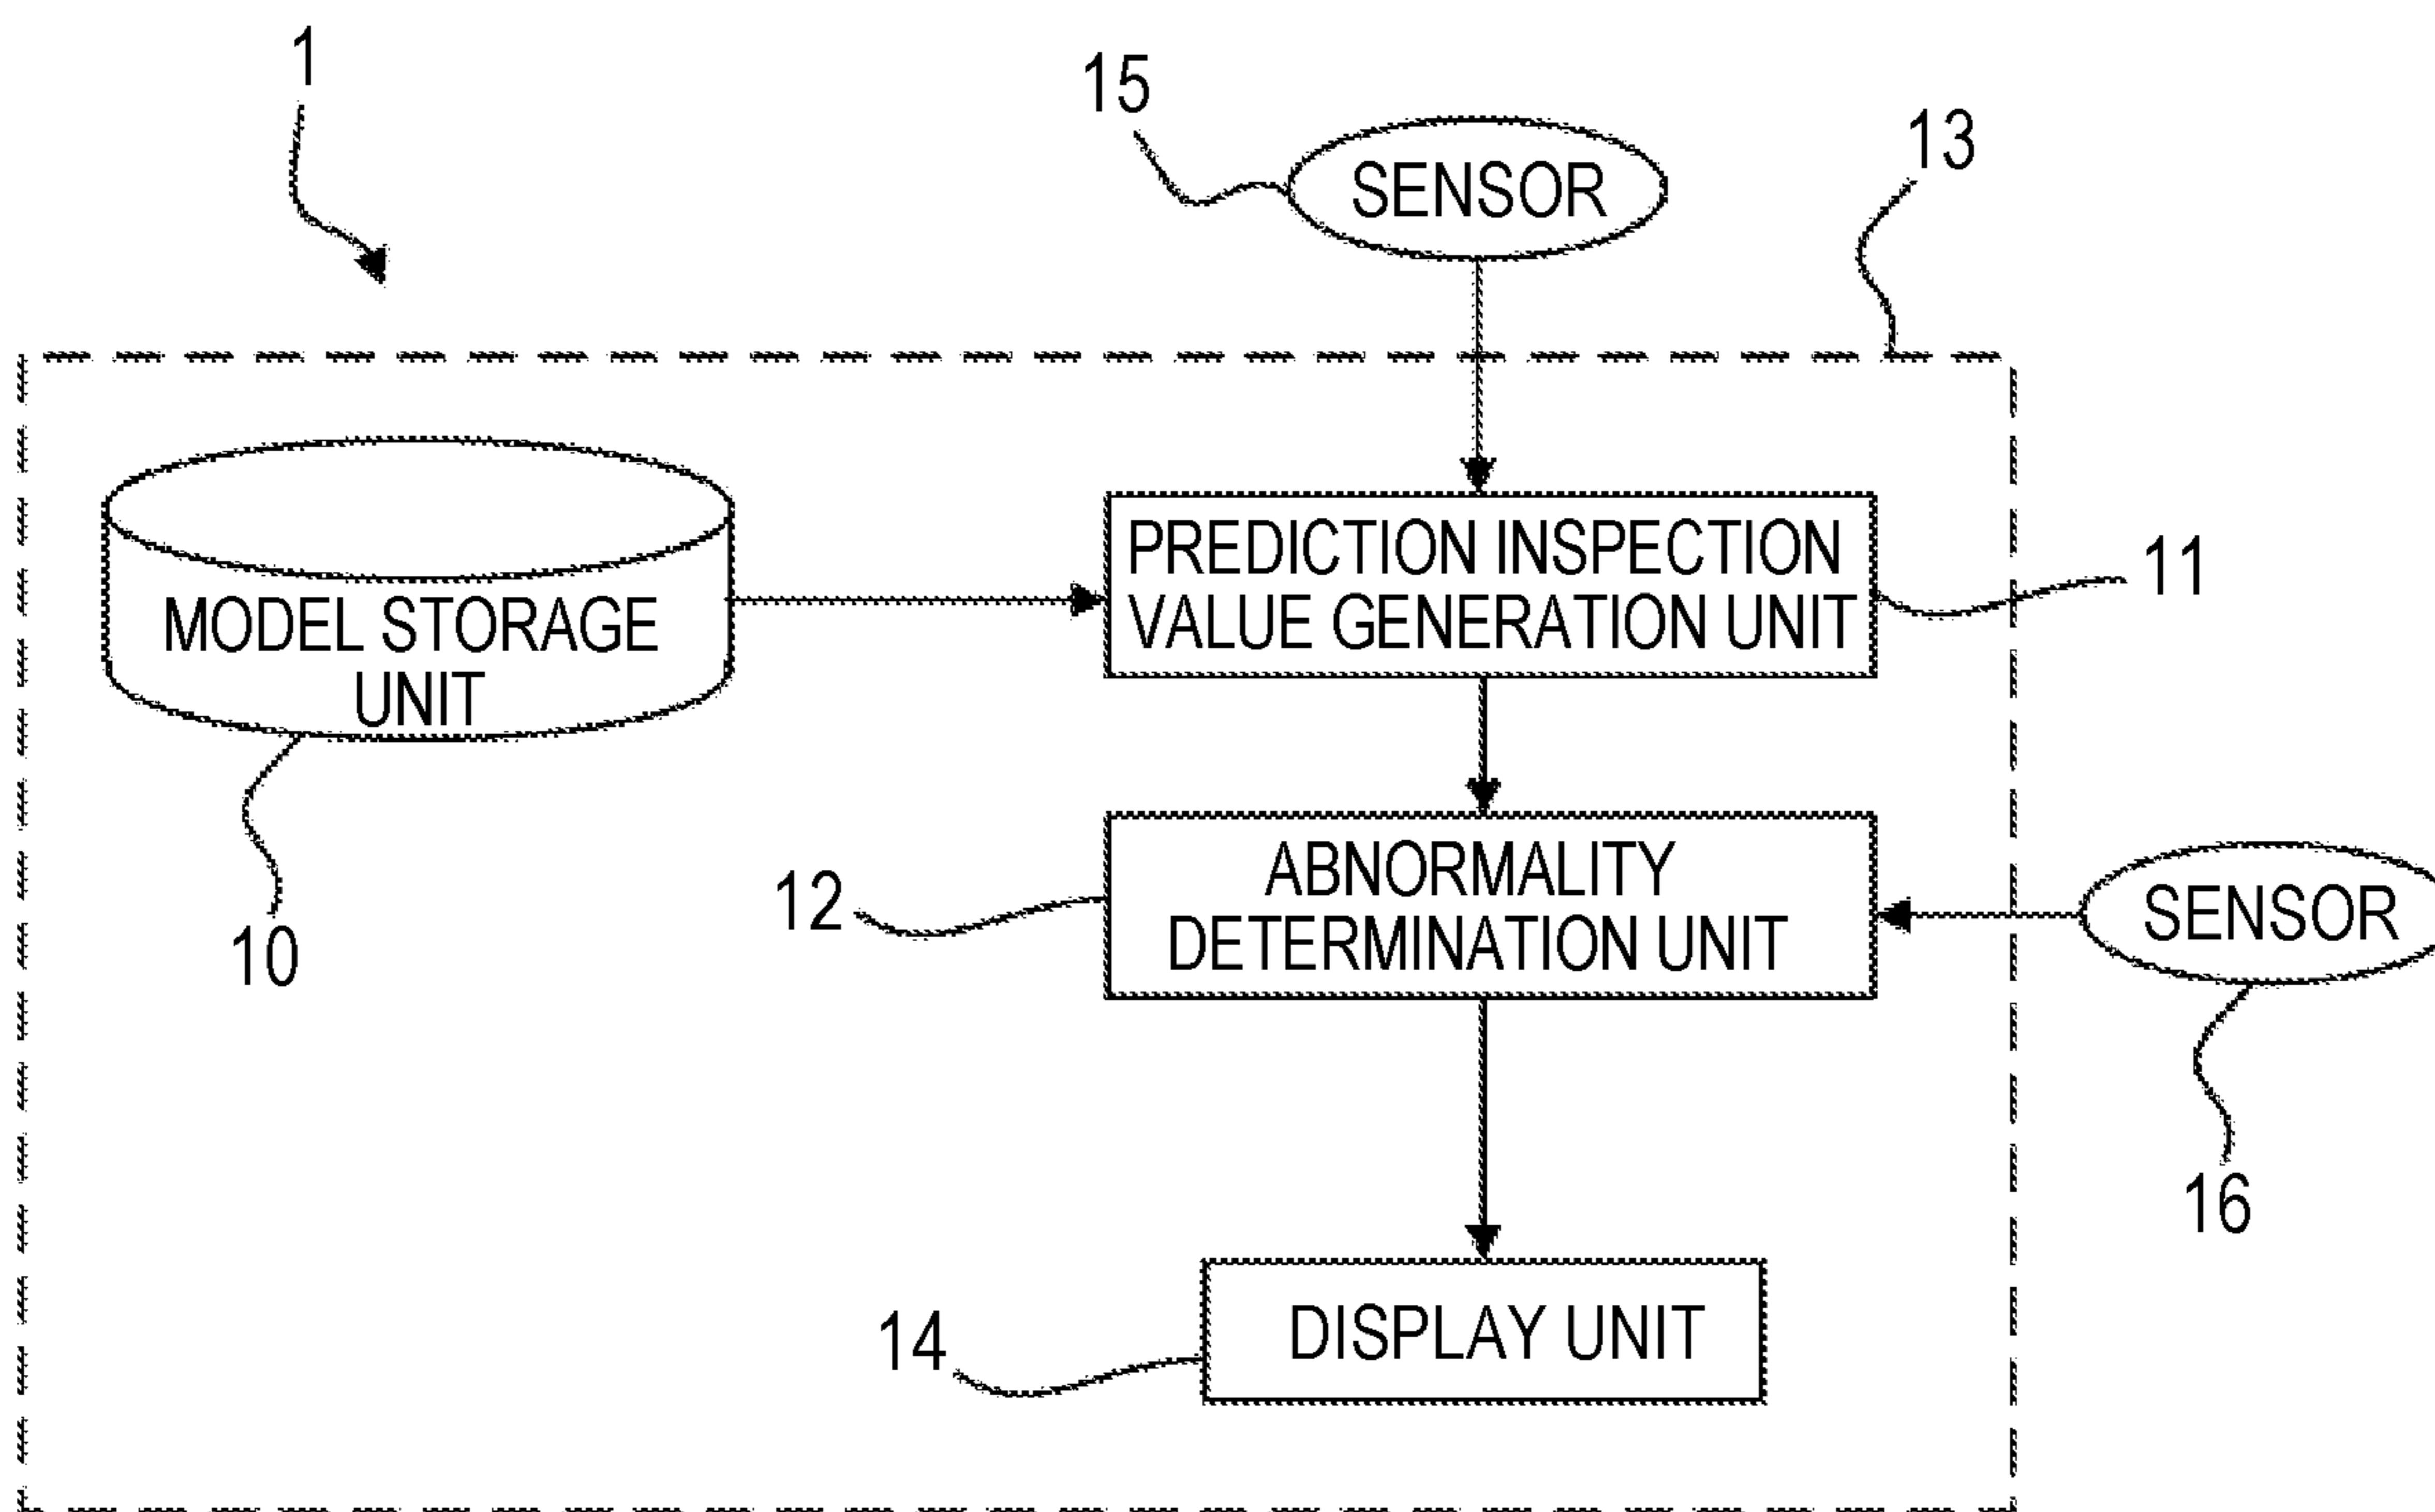 1
15
SENSOR
13
PREDICTION INSPECTION
VALUE GENERATION UNIT
11
MODEL STORAGE
UNIT
10
12
ABNORMALITY
DETERMINATION UNIT
SENSOR
16
14
DISPLAY UNIT